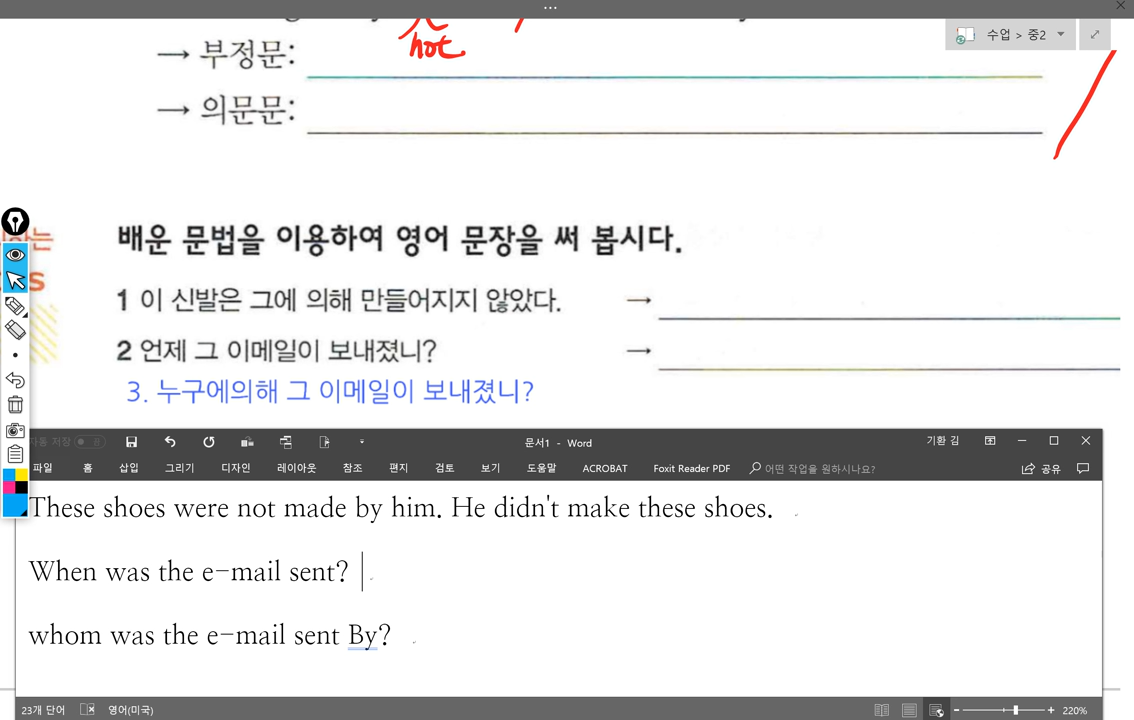 ...
수업 > 중2
not
→ 부정문:
→ 의문문:
배운 문법을 이용하여 영어 문장을 써 봅시다.
1 이 신발은 그에 의해 만들어지지 않았다. →
2 언제 그 이메일이 보내졌니? →
3. 누구에의해 그 이메일이 보내졌니?
자동 저장
문서1 - Word
기환 김
파일 홈 삽입 그리기 디자인 레이아웃 참조 편지 검토 보기 도움말 ACROBAT Foxit Reader PDF 어떤 작업을 원하시나요? 공유
These shoes were not made by him. He didn't make these shoes.
When was the e-mail sent?
whom was the e-mail sent By?
23개 단어 영어(미국) 220%